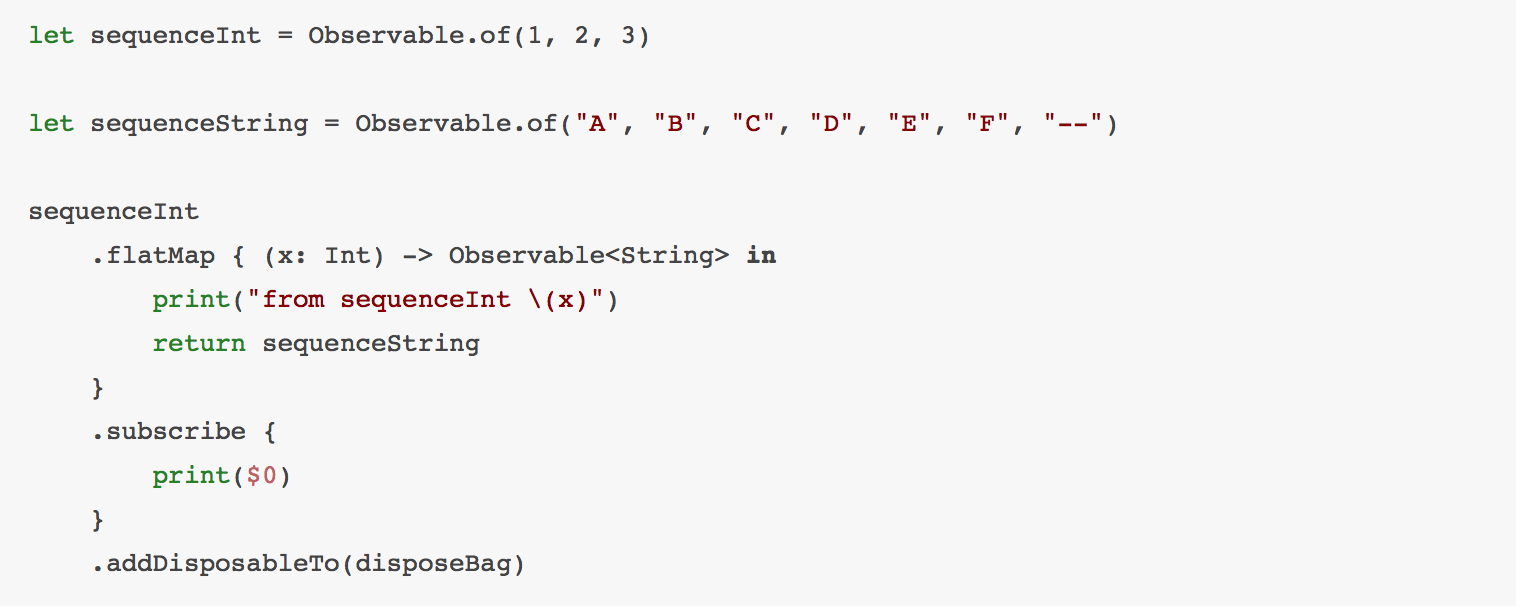 let sequenceInt = Observable.of(1, 2, 3)
let sequenceString = Observable.of("A", "B", "C", "D", "E", "F", "--")
sequenceInt
    .flatMap { (x: Int) -> Observable<String> in
        print("from sequenceInt \(x)")
        return sequenceString
    }
    .subscribe {
        print($0)
    }
    .addDisposableTo(disposeBag)